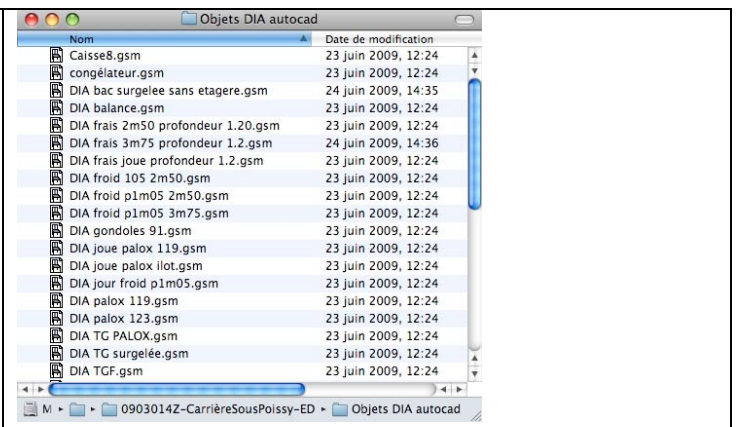 Objets DIA autocad
Nom Date de modification
Caisse8.gsm 23 juin 2009, 12:24
congélateur.gsm 23 juin 2009, 12:24
DIA bac surgelee sans etagere.gsm 24 juin 2009, 14:35
DIA balance.gsm 23 juin 2009, 12:24
DIA frais 2m50 profondeur 1.20.gsm 23 juin 2009, 12:24
DIA frais 3m75 profondeur 1.2.gsm 24 juin 2009, 14:36
DIA frais joue profondeur 1.2.gsm 23 juin 2009, 12:24
DIA froid 105 2m50.gsm 23 juin 2009, 12:24
DIA froid p1m05 2m50.gsm 23 juin 2009, 12:24
DIA froid p1m05 3m75.gsm 23 juin 2009, 12:24
DIA gondoles 91.gsm 23 juin 2009, 12:24
DIA joue palox 119.gsm 23 juin 2009, 12:24
DIA joue palox ilot.gsm 23 juin 2009, 12:24
DIA jour froid p1m05.gsm 23 juin 2009, 12:24
DIA palox 119.gsm 23 juin 2009, 12:24
DIA palox 123.gsm 23 juin 2009, 12:24
DIA TG PALOX.gsm 23 juin 2009, 12:24
DIA TG surgelée.gsm 23 juin 2009, 12:24
DIA TGF.gsm 23 juin 2009, 12:24
M 0903014Z-CarrièreSousPoissy-ED Objets DIA autocad